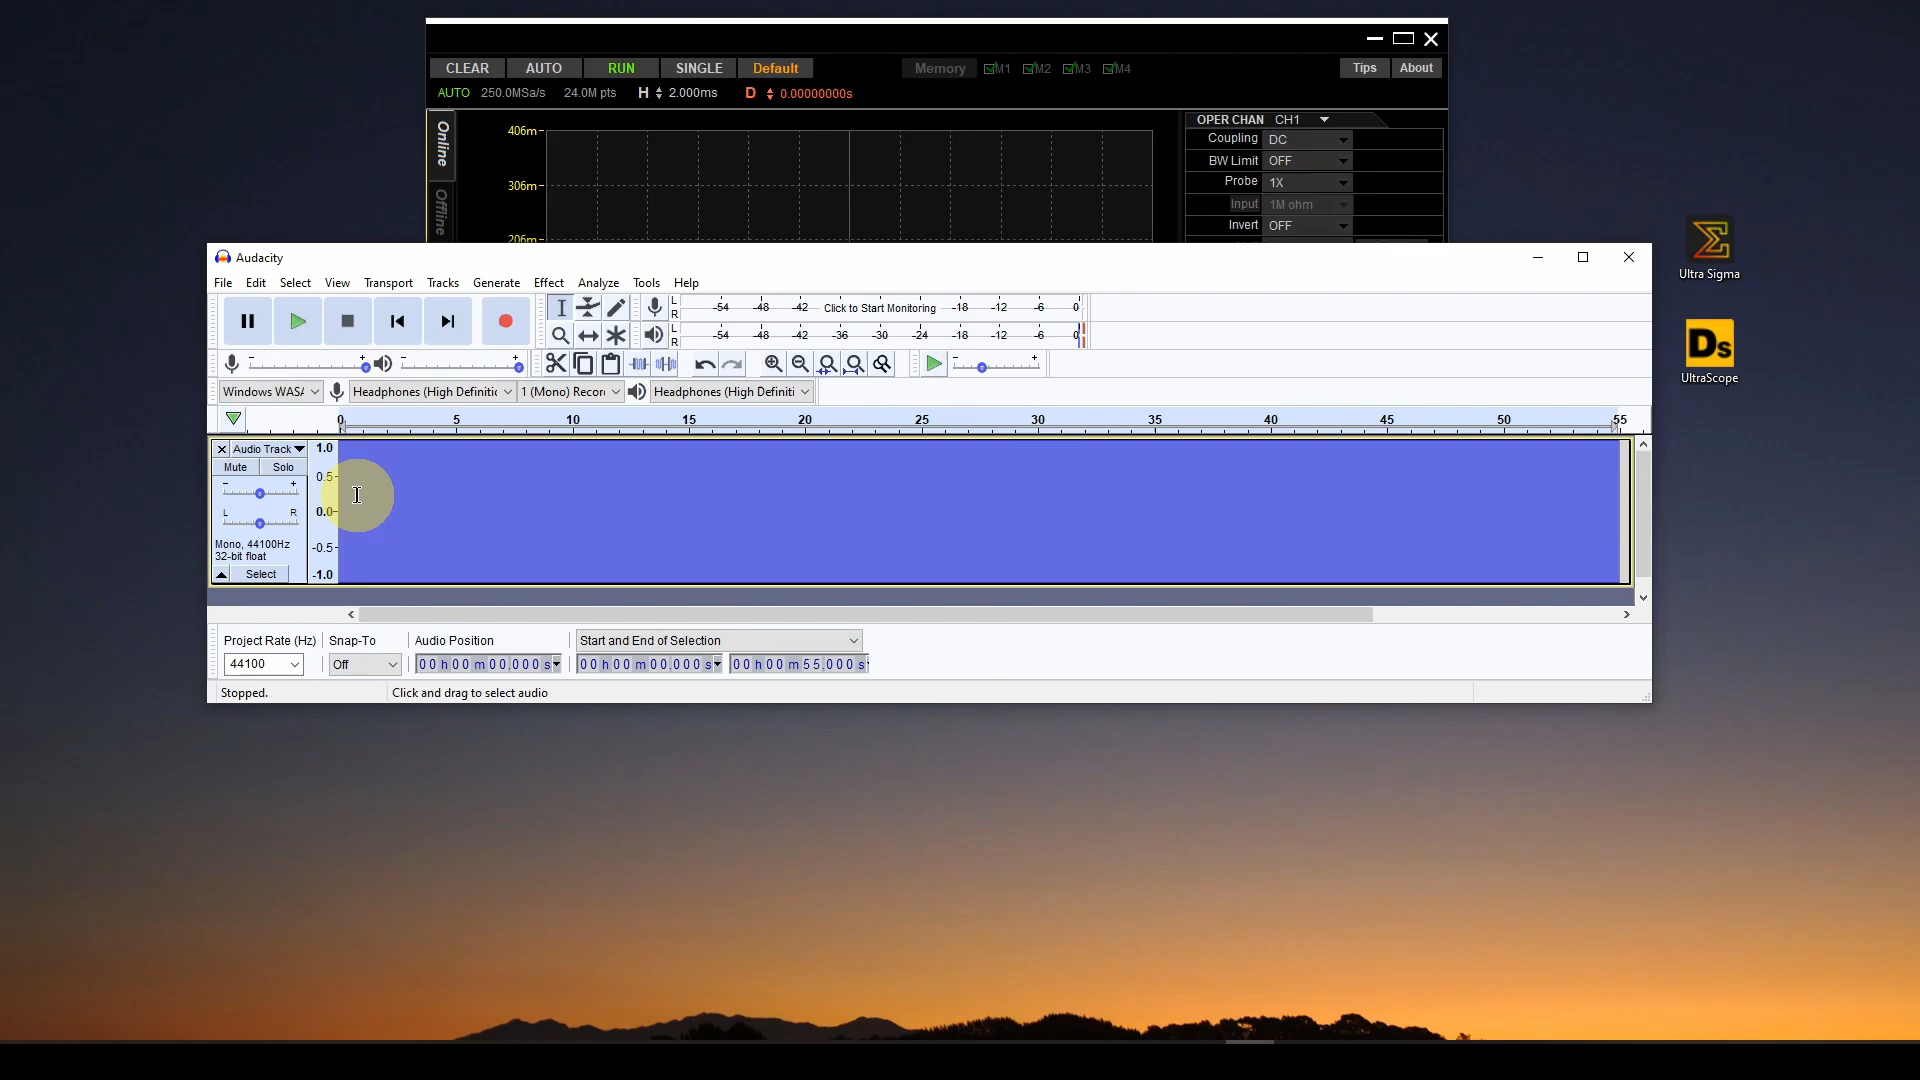 CLEAR AUTO RUN SINGLE Default Memory M1 M2 M3 M4 Tips About
AUTO 250.0MSa/s 24.0M pts H 2.000ms D 0.00000000s
Online
Offline
406m
306m
206m
OPER CHAN CH1
Coupling DC
BW Limit OFF
Probe 1X
Input 1M ohm
Invert OFF
Ultra Sigma
Ds
UltraScope
Audacity
File Edit Select View Transport Tracks Generate Effect Analyze Tools Help
L R -54 -48 -42 Click to Start Monitoring -18 -12 -6 0
L R -54 -48 -42 -36 -30 -24 -18 -12 -6 0
Windows WASA Headphones (High Definitic 1 (Mono) Recor Headphones (High Definiti
0 5 10 15 20 25 30 35 40 45 50 55
Audio Track
Mute Solo
- +
L R
Mono, 44100Hz
32-bit float
Select
1.0
0.5
0.0
-0.5
-1.0
Project Rate (Hz) Snap-To Audio Position Start and End of Selection
44100 Off 00 h 00 m 00.000 s 00 h 00 m 00.000 s 00 h 00 m 55.000 s
Stopped. Click and drag to select audio